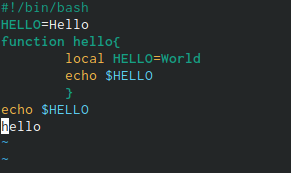 #!/bin/bash
HELLO=Hello
function hello{
        local HELLO=World
        echo $HELLO
        }
echo $HELLO
hello
~
~